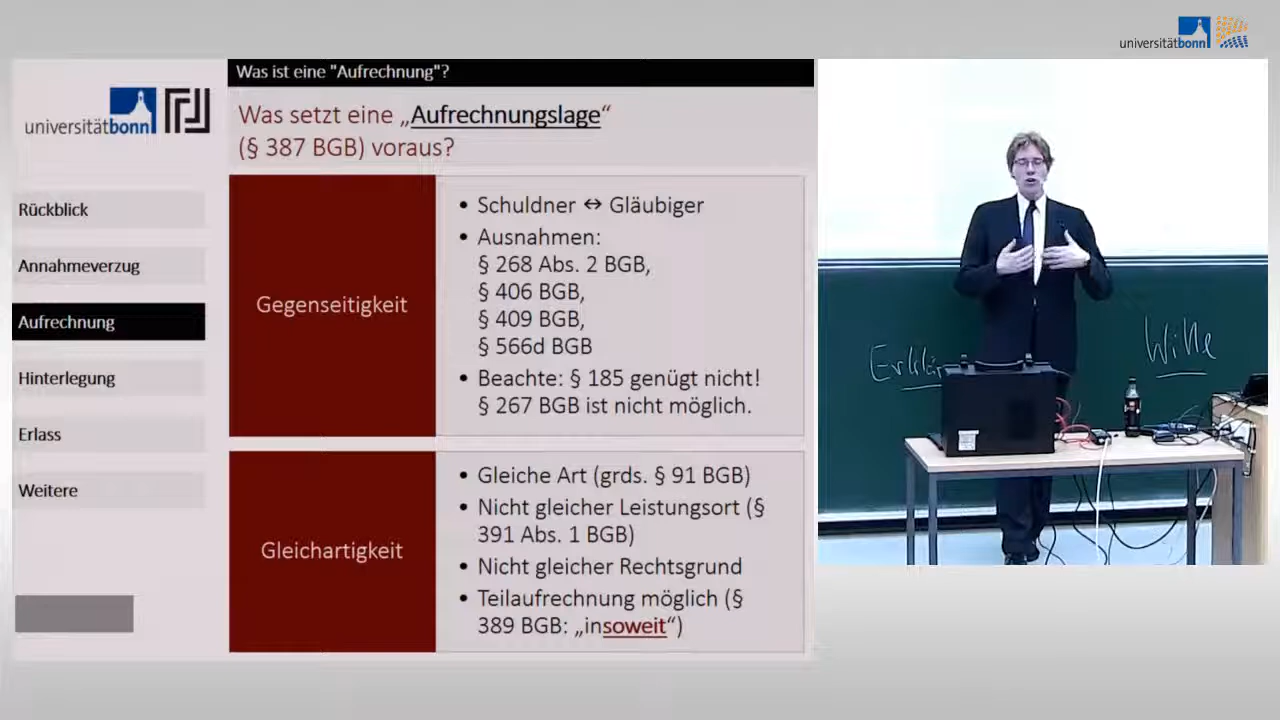 universitätbonn
Was ist eine "Aufrechnung"?
universitätbonn
Was setzt eine „Aufrechnungslage“
(§ 387 BGB) voraus?
Rückblick
Annahmeverzug
Aufrechnung
Hinterlegung
Erlass
Weitere
Gegenseitigkeit
• Schuldner ↔ Gläubiger
• Ausnahmen:
§ 268 Abs. 2 BGB,
§ 406 BGB,
§ 409 BGB,
§ 566d BGB
• Beachte: § 185 genügt nicht!
§ 267 BGB ist nicht möglich.
Gleichartigkeit
• Gleiche Art (grds. § 91 BGB)
• Nicht gleicher Leistungsort (§
391 Abs. 1 BGB)
• Nicht gleicher Rechtsgrund
• Teilaufrechnung möglich (§
389 BGB: „insoweit“)
Wille